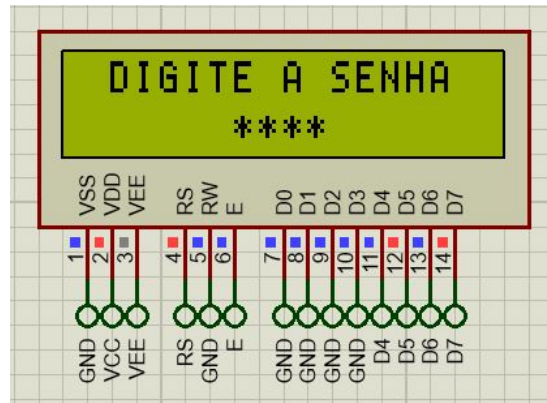 DIGITE A SENHA
****
VSS VDD VEE RS RW E D0 D1 D2 D3 D4 D5 D6 D7
1 2 3 4 5 6 7 8 9 10 11 12 13 14
GND VCC VEE RS GND E GND GND GND GND D4 D5 D6 D7